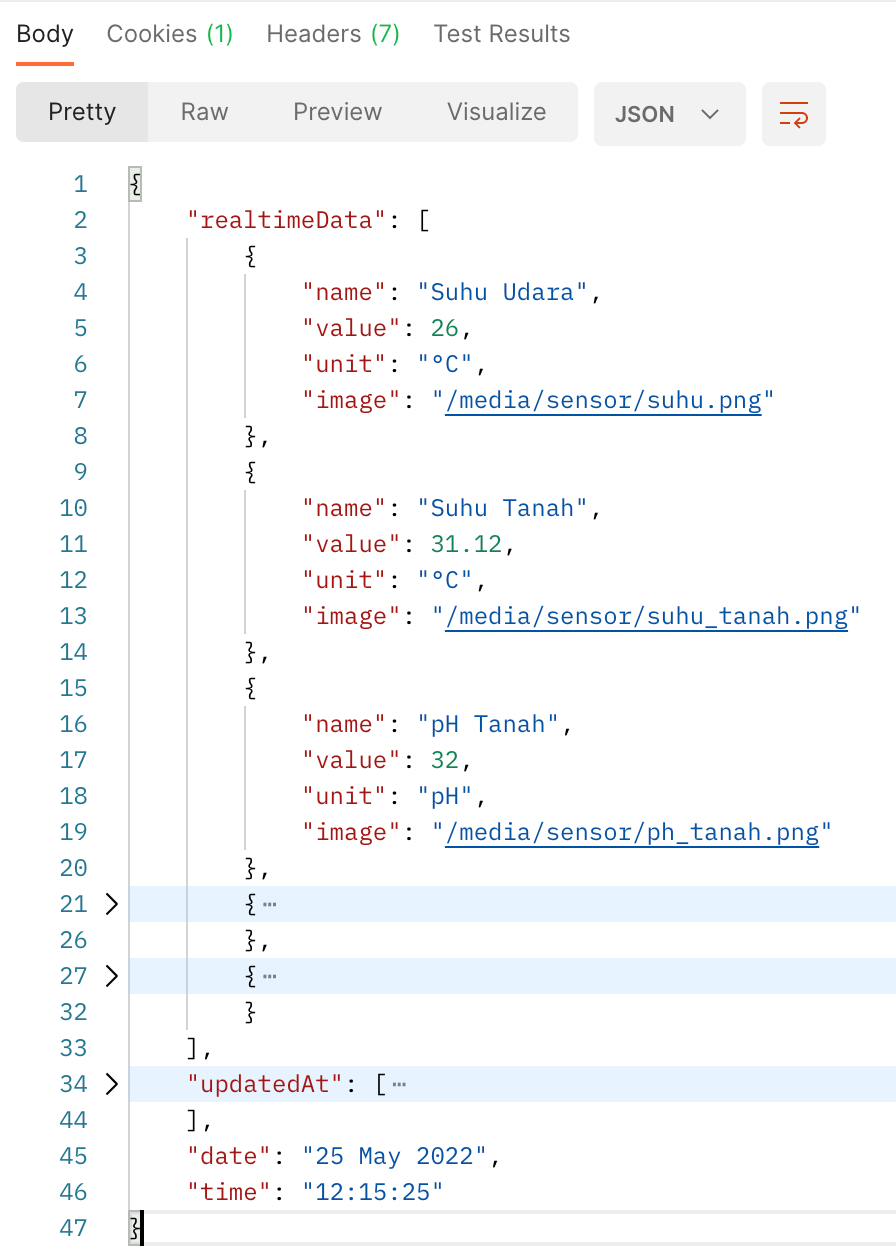 Body Cookies (1) Headers (7) Test Results
Pretty Raw Preview Visualize JSON
1 {
2 "realtimeData": [
3 {
4 "name": "Suhu Udara",
5 "value": 26,
6 "unit": "°C",
7 "image": "/media/sensor/suhu.png"
8 },
9 {
10 "name": "Suhu Tanah",
11 "value": 31.12,
12 "unit": "°C",
13 "image": "/media/sensor/suhu_tanah.png"
14 },
15 {
16 "name": "pH Tanah",
17 "value": 32,
18 "unit": "pH",
19 "image": "/media/sensor/ph_tanah.png"
20 },
21 { ⋯
26 },
27 { ⋯
32 }
33 ],
34 "updatedAt": [ ⋯
44 ],
45 "date": "25 May 2022",
46 "time": "12:15:25"
47 }